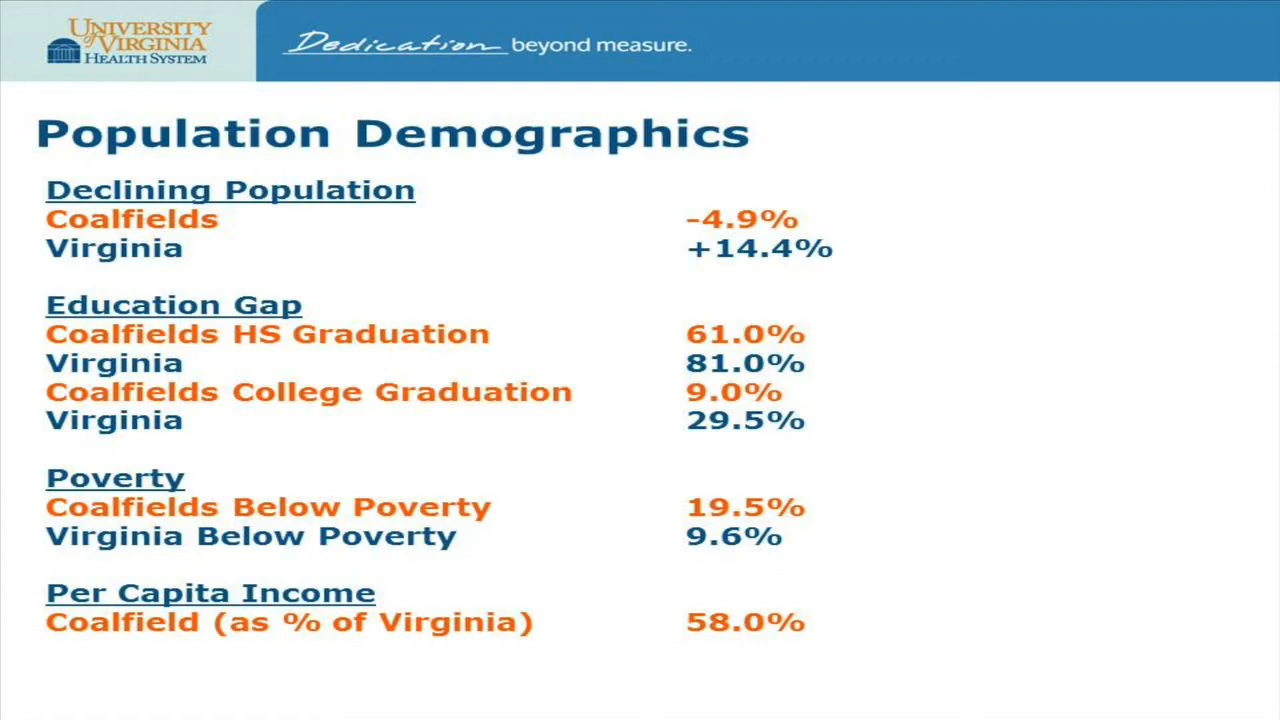 UNIVERSITY
of VIRGINIA
HEALTH SYSTEM
Dedication beyond measure.
Population Demographics
Declining Population
Coalfields -4.9%
Virginia +14.4%
Education Gap
Coalfields HS Graduation 61.0%
Virginia 81.0%
Coalfields College Graduation 9.0%
Virginia 29.5%
Poverty
Coalfields Below Poverty 19.5%
Virginia Below Poverty 9.6%
Per Capita Income
Coalfield (as % of Virginia) 58.0%